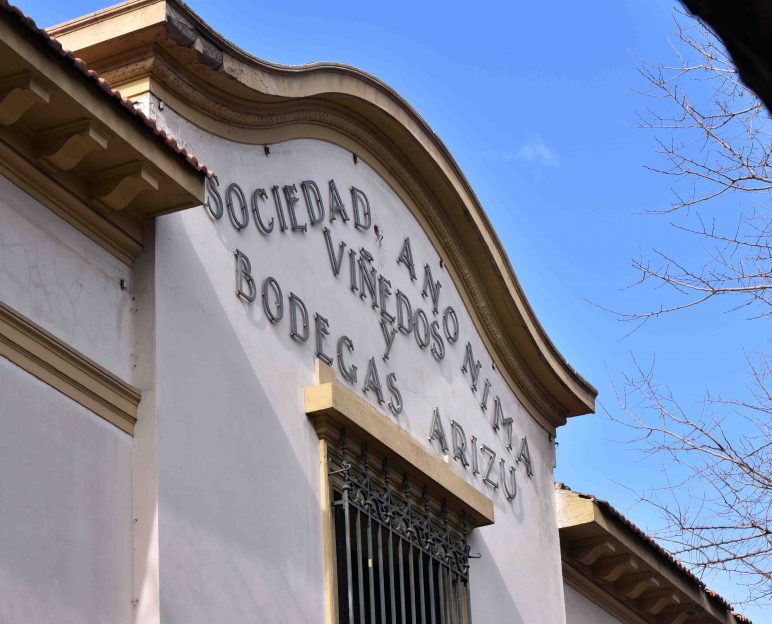 SOCIEDAD ANONIMA
VIÑEDOS
Y
BODEGAS ARIZU